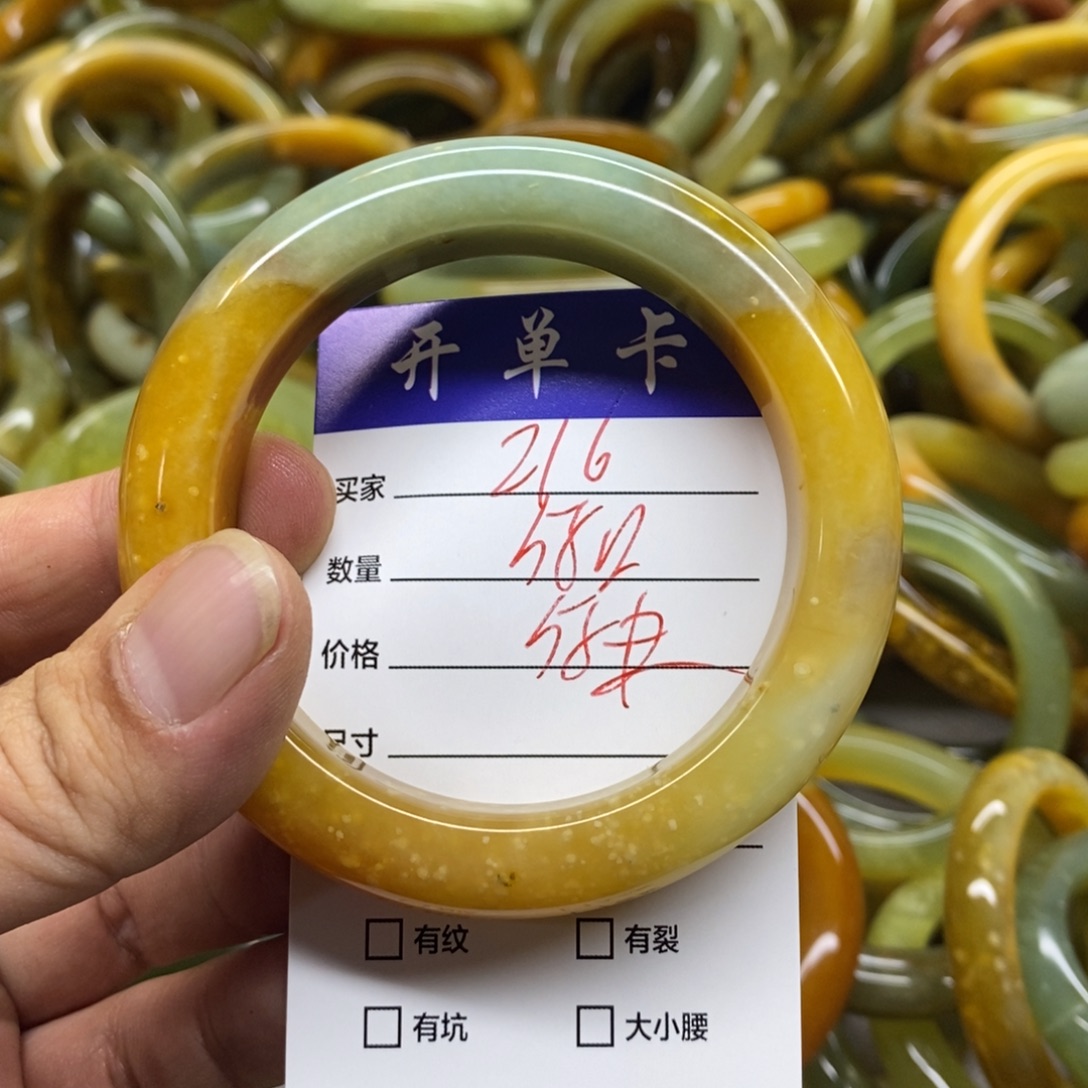 开单卡
买家 216
数量
价格
尺寸
有纹 有裂
有坑 大小腰